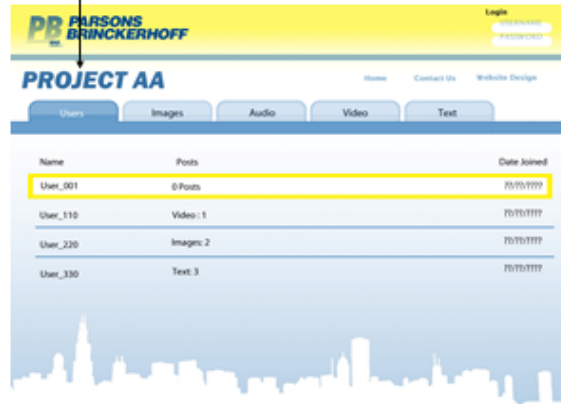 Login
PB PARSONS
BRINCKERHOFF
USERNAME
PASSWORD
PROJECT AA
Home Contact Us Website Design
Users Images Audio Video Text
Name Posts Date Joined
User_001 0 Posts ??/??/????
User_110 Video : 1 ??/??/????
User_220 Images: 2 ??/??/????
User_330 Text: 3 ??/??/????